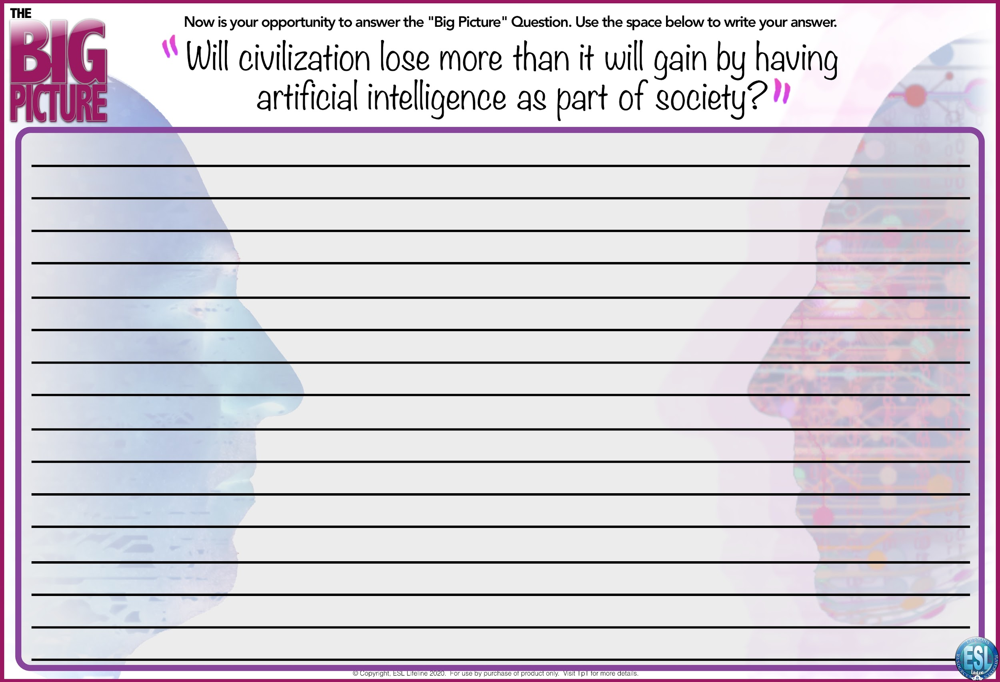 THE
BIG
PICTURE
Now is your opportunity to answer the "Big Picture" Question. Use the space below to write your answer.
"Will civilization lose more than it will gain by having
artificial intelligence as part of society?"
LESSONS
RESOURCES
MATERIALS
ESL
LifeLine
© Copyright, ESL Lifeline 2020. For use by purchase of product only. Visit TpT for more details.